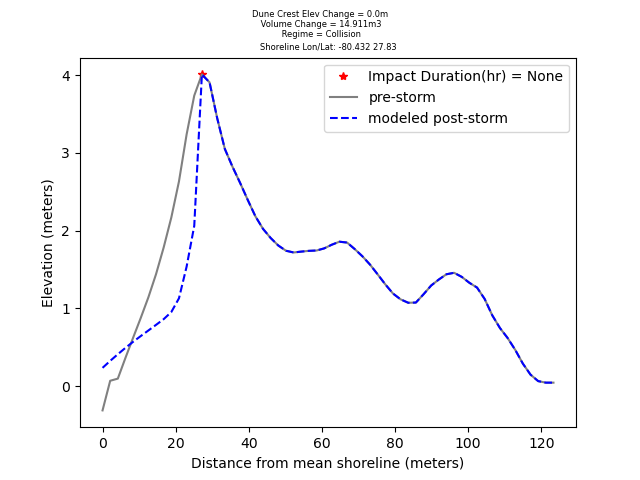 Dune Crest Elev Change = 0.0m
Volume Change = 14.911m3
Regime = Collision
Shoreline Lon/Lat: -80.432 27.83
Impact Duration(hr) = None
pre-storm
modeled post-storm
Elevation (meters)
4
3
2
1
0
0 20 40 60 80 100 120
Distance from mean shoreline (meters)